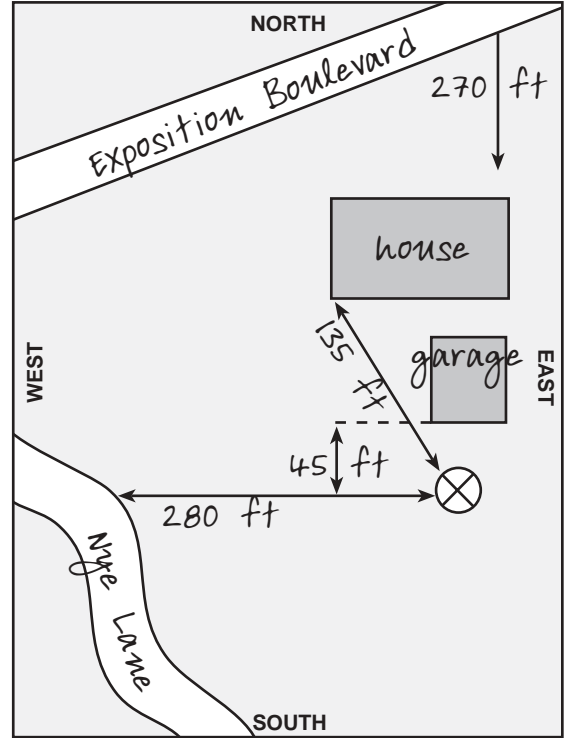 NORTH
Exposition Boulevard
270 ft
house
135 ft
garage
WEST
EAST
45 ft
280 ft
Nye Lane
SOUTH